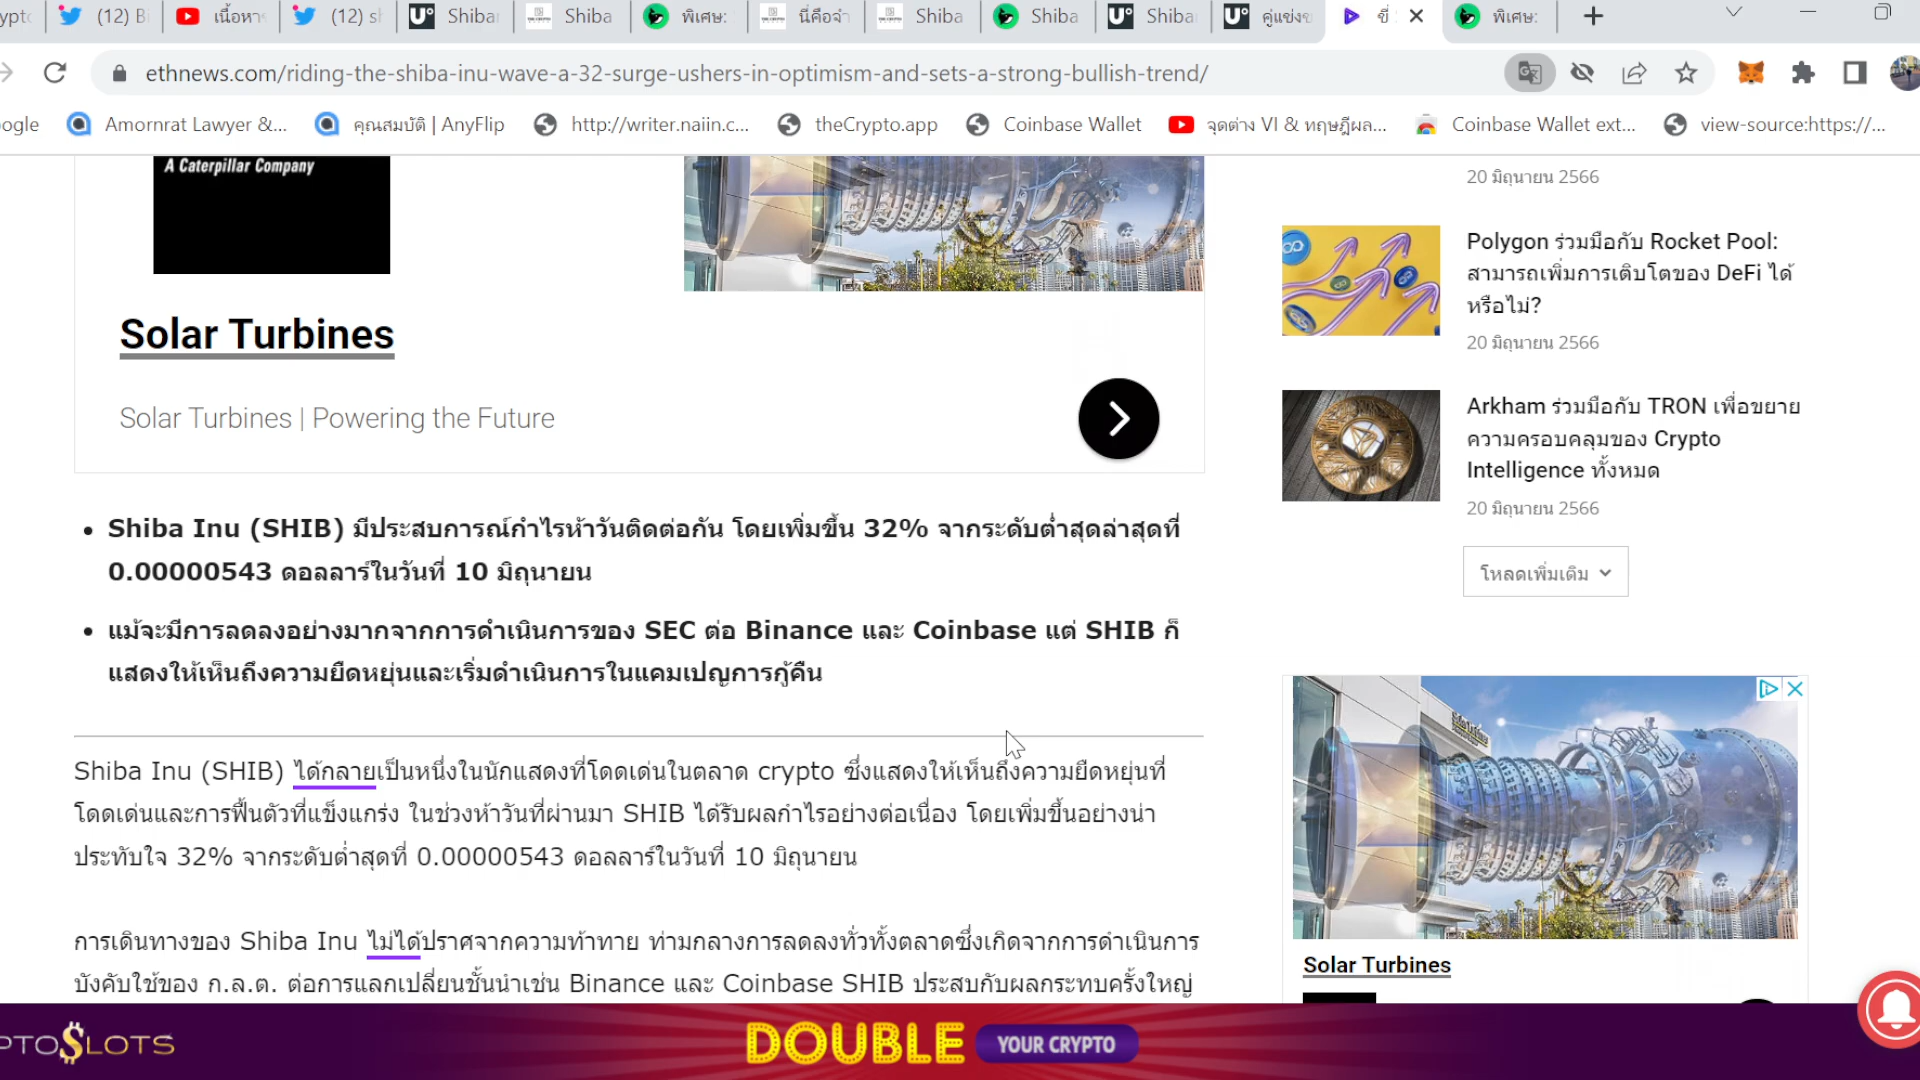 (12) B
เนื้อหา
(12) sh
Shiba
Shiba
พิเศษ:
นี่คือจำ
Shiba
Shiba
Shiba
คู่แข่งข
ขี่
พิเศษ:
ethnews.com/riding-the-shiba-inu-wave-a-32-surge-ushers-in-optimism-and-sets-a-strong-bullish-trend/
ogle
Amornrat Lawyer &...
คุณสมบัติ | AnyFlip
http://writer.naiin.c...
theCrypto.app
Coinbase Wallet
จุดต่าง VI & ทฤษฎีผล...
Coinbase Wallet ext...
view-source:https://...
A Caterpillar Company
Solar Turbines
Solar Turbines | Powering the Future
Shiba Inu (SHIB) มีประสบการณ์กำไรห้าวันติดต่อกัน โดยเพิ่มขึ้น 32% จากระดับต่ำสุดล่าสุดที่
0.00000543 ดอลลาร์ในวันที่ 10 มิถุนายน
แม้จะมีการลดลงอย่างมากจากการดำเนินการของ SEC ต่อ Binance และ Coinbase แต่ SHIB ก็
แสดงให้เห็นถึงความยืดหยุ่นและเริ่มดำเนินการในแคมเปญการกู้คืน
Shiba Inu (SHIB) ได้กลายเป็นหนึ่งในนักแสดงที่โดดเด่นในตลาด crypto ซึ่งแสดงให้เห็นถึงความยืดหยุ่นที่
โดดเด่นและการฟื้นตัวที่แข็งแกร่ง ในช่วงห้าวันที่ผ่านมา SHIB ได้รับผลกำไรอย่างต่อเนื่อง โดยเพิ่มขึ้นอย่างน่า
ประทับใจ 32% จากระดับต่ำสุดที่ 0.00000543 ดอลลาร์ในวันที่ 10 มิถุนายน
การเดินทางของ Shiba Inu ไม่ได้ปราศจากความท้าทาย ท่ามกลางการลดลงทั่วทั้งตลาดซึ่งเกิดจากการดำเนินการ
บังคับใช้ของ ก.ล.ต. ต่อการแลกเปลี่ยนชั้นนำเช่น Binance และ Coinbase SHIB ประสบกับผลกระทบครั้งใหญ่
20 มิถุนายน 2566
Polygon ร่วมมือกับ Rocket Pool:
สามารถเพิ่มการเติบโตของ DeFi ได้
หรือไม่?
20 มิถุนายน 2566
Arkham ร่วมมือกับ TRON เพื่อขยาย
ความครอบคลุมของ Crypto
Intelligence ทั้งหมด
20 มิถุนายน 2566
โหลดเพิ่มเติม
Solar Turbines
PTOSLOTS
DOUBLE YOUR CRYPTO